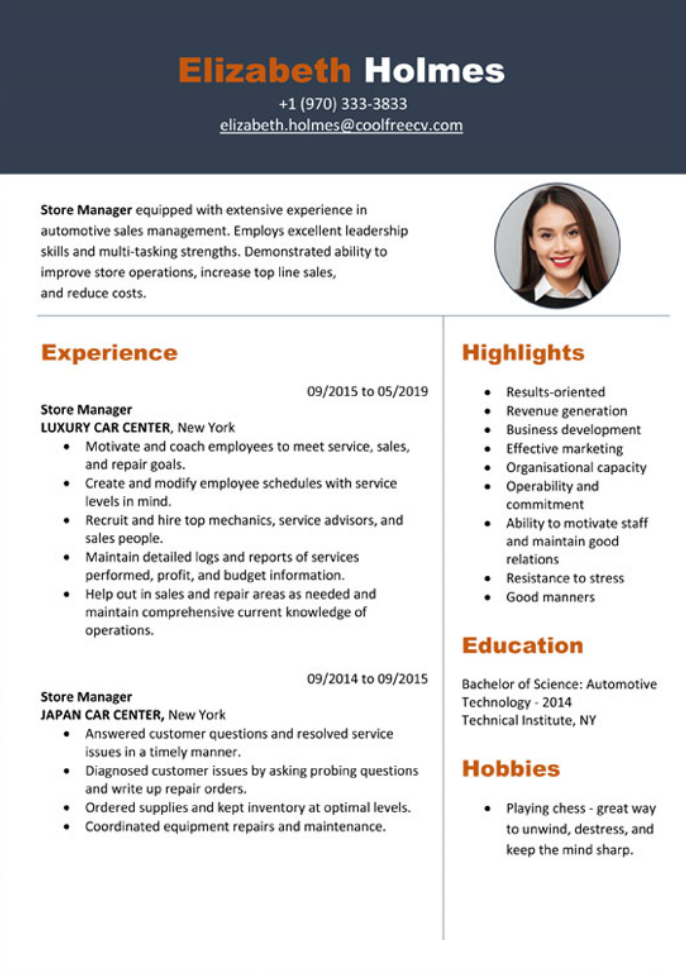 Elizabeth Holmes
+1 (970) 333-3833
elizabeth.holmes@coolfreecv.com
Store Manager equipped with extensive experience in
automotive sales management. Employs excellent leadership
skills and multi-tasking strengths. Demonstrated ability to
improve store operations, increase top line sales,
and reduce costs.
Experience
09/2015 to 05/2019
Store Manager
LUXURY CAR CENTER, New York
• Motivate and coach employees to meet service, sales,
and repair goals.
• Create and modify employee schedules with service
levels in mind.
• Recruit and hire top mechanics, service advisors, and
sales people.
• Maintain detailed logs and reports of services
performed, profit, and budget information.
• Help out in sales and repair areas as needed and
maintain comprehensive current knowledge of
operations.
09/2014 to 09/2015
Store Manager
JAPAN CAR CENTER, New York
• Answered customer questions and resolved service
issues in a timely manner.
• Diagnosed customer issues by asking probing questions
and write up repair orders.
• Ordered supplies and kept inventory at optimal levels.
• Coordinated equipment repairs and maintenance.
Highlights
• Results-oriented
• Revenue generation
• Business development
• Effective marketing
• Organisational capacity
• Operability and
commitment
• Ability to motivate staff
and maintain good
relations
• Resistance to stress
• Good manners
Education
Bachelor of Science: Automotive
Technology - 2014
Technical Institute, NY
Hobbies
• Playing chess - great way
to unwind, destress, and
keep the mind sharp.